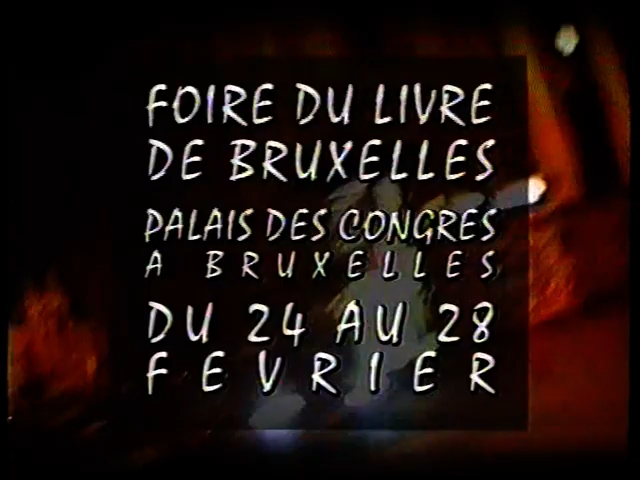 FOIRE DU LIVRE
DE BRUXELLES
PALAIS DES CONGRES
A BRUXELLES
DU 24 AU 28
FEVRIER